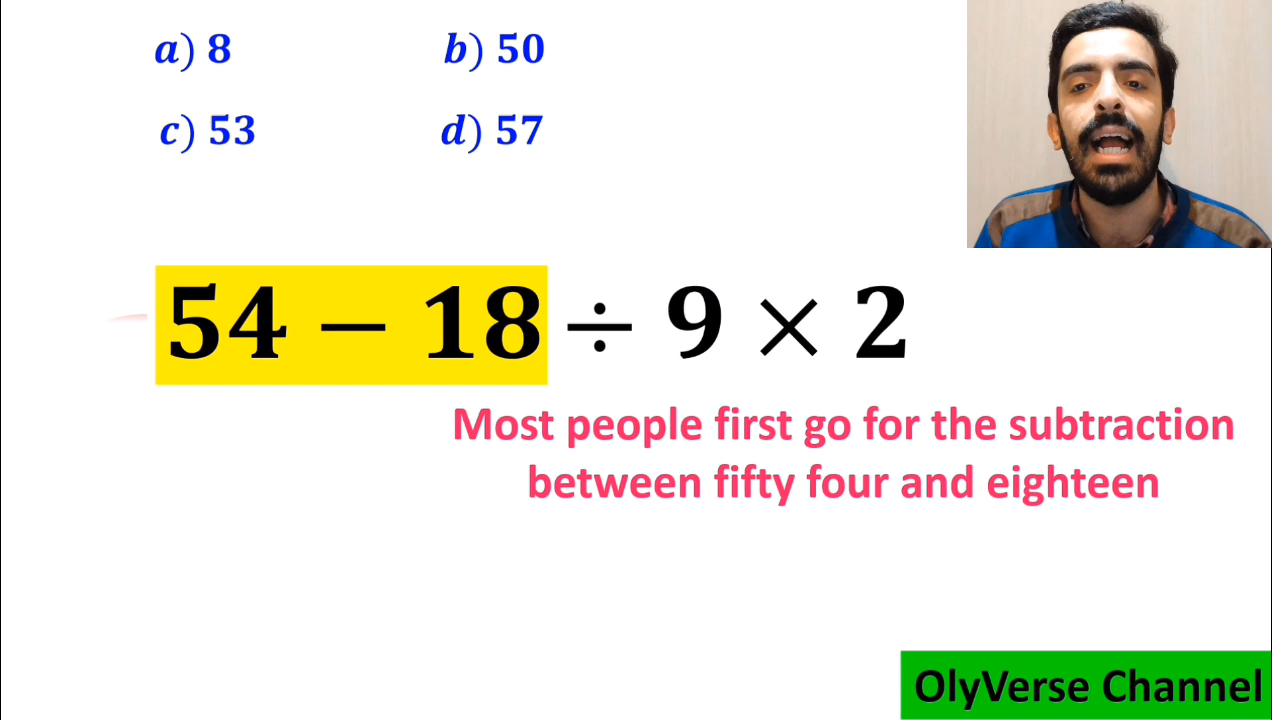 a) 8 b) 50
c) 53 d) 57
54 − 18 ÷ 9 × 2
Most people first go for the subtraction
between fifty four and eighteen
OlyVerse Channel